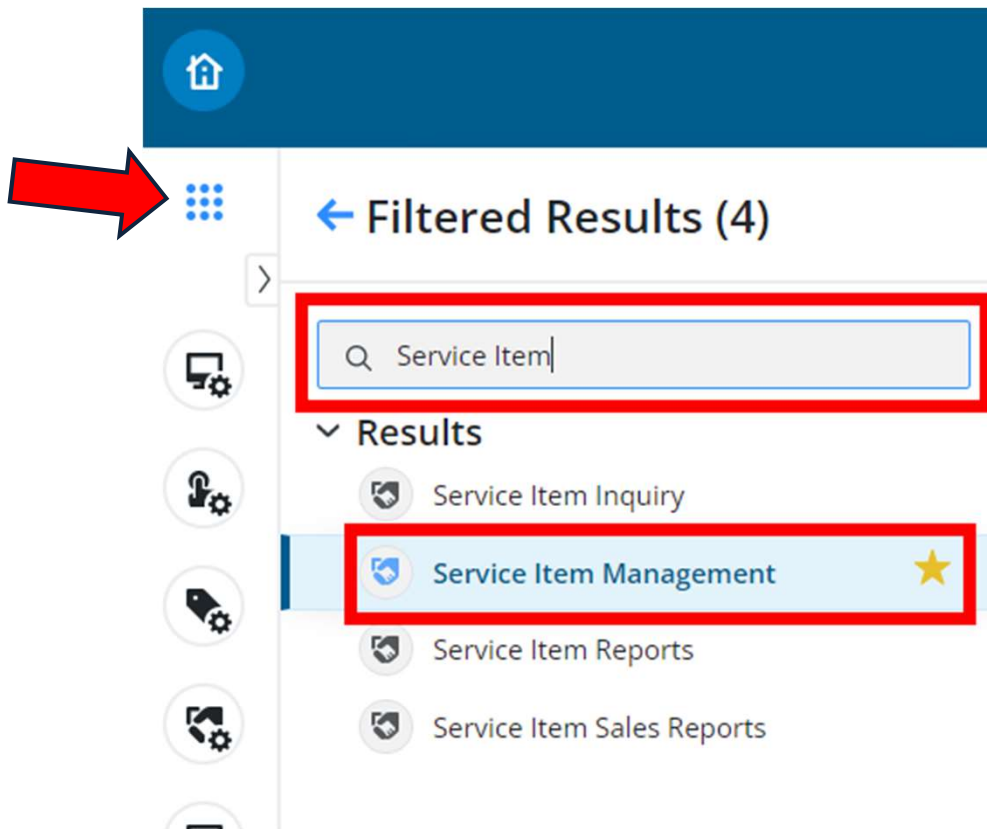 Filtered Results (4)
Service Item
Results
Service Item Inquiry
Service Item Management
Service Item Reports
Service Item Sales Reports